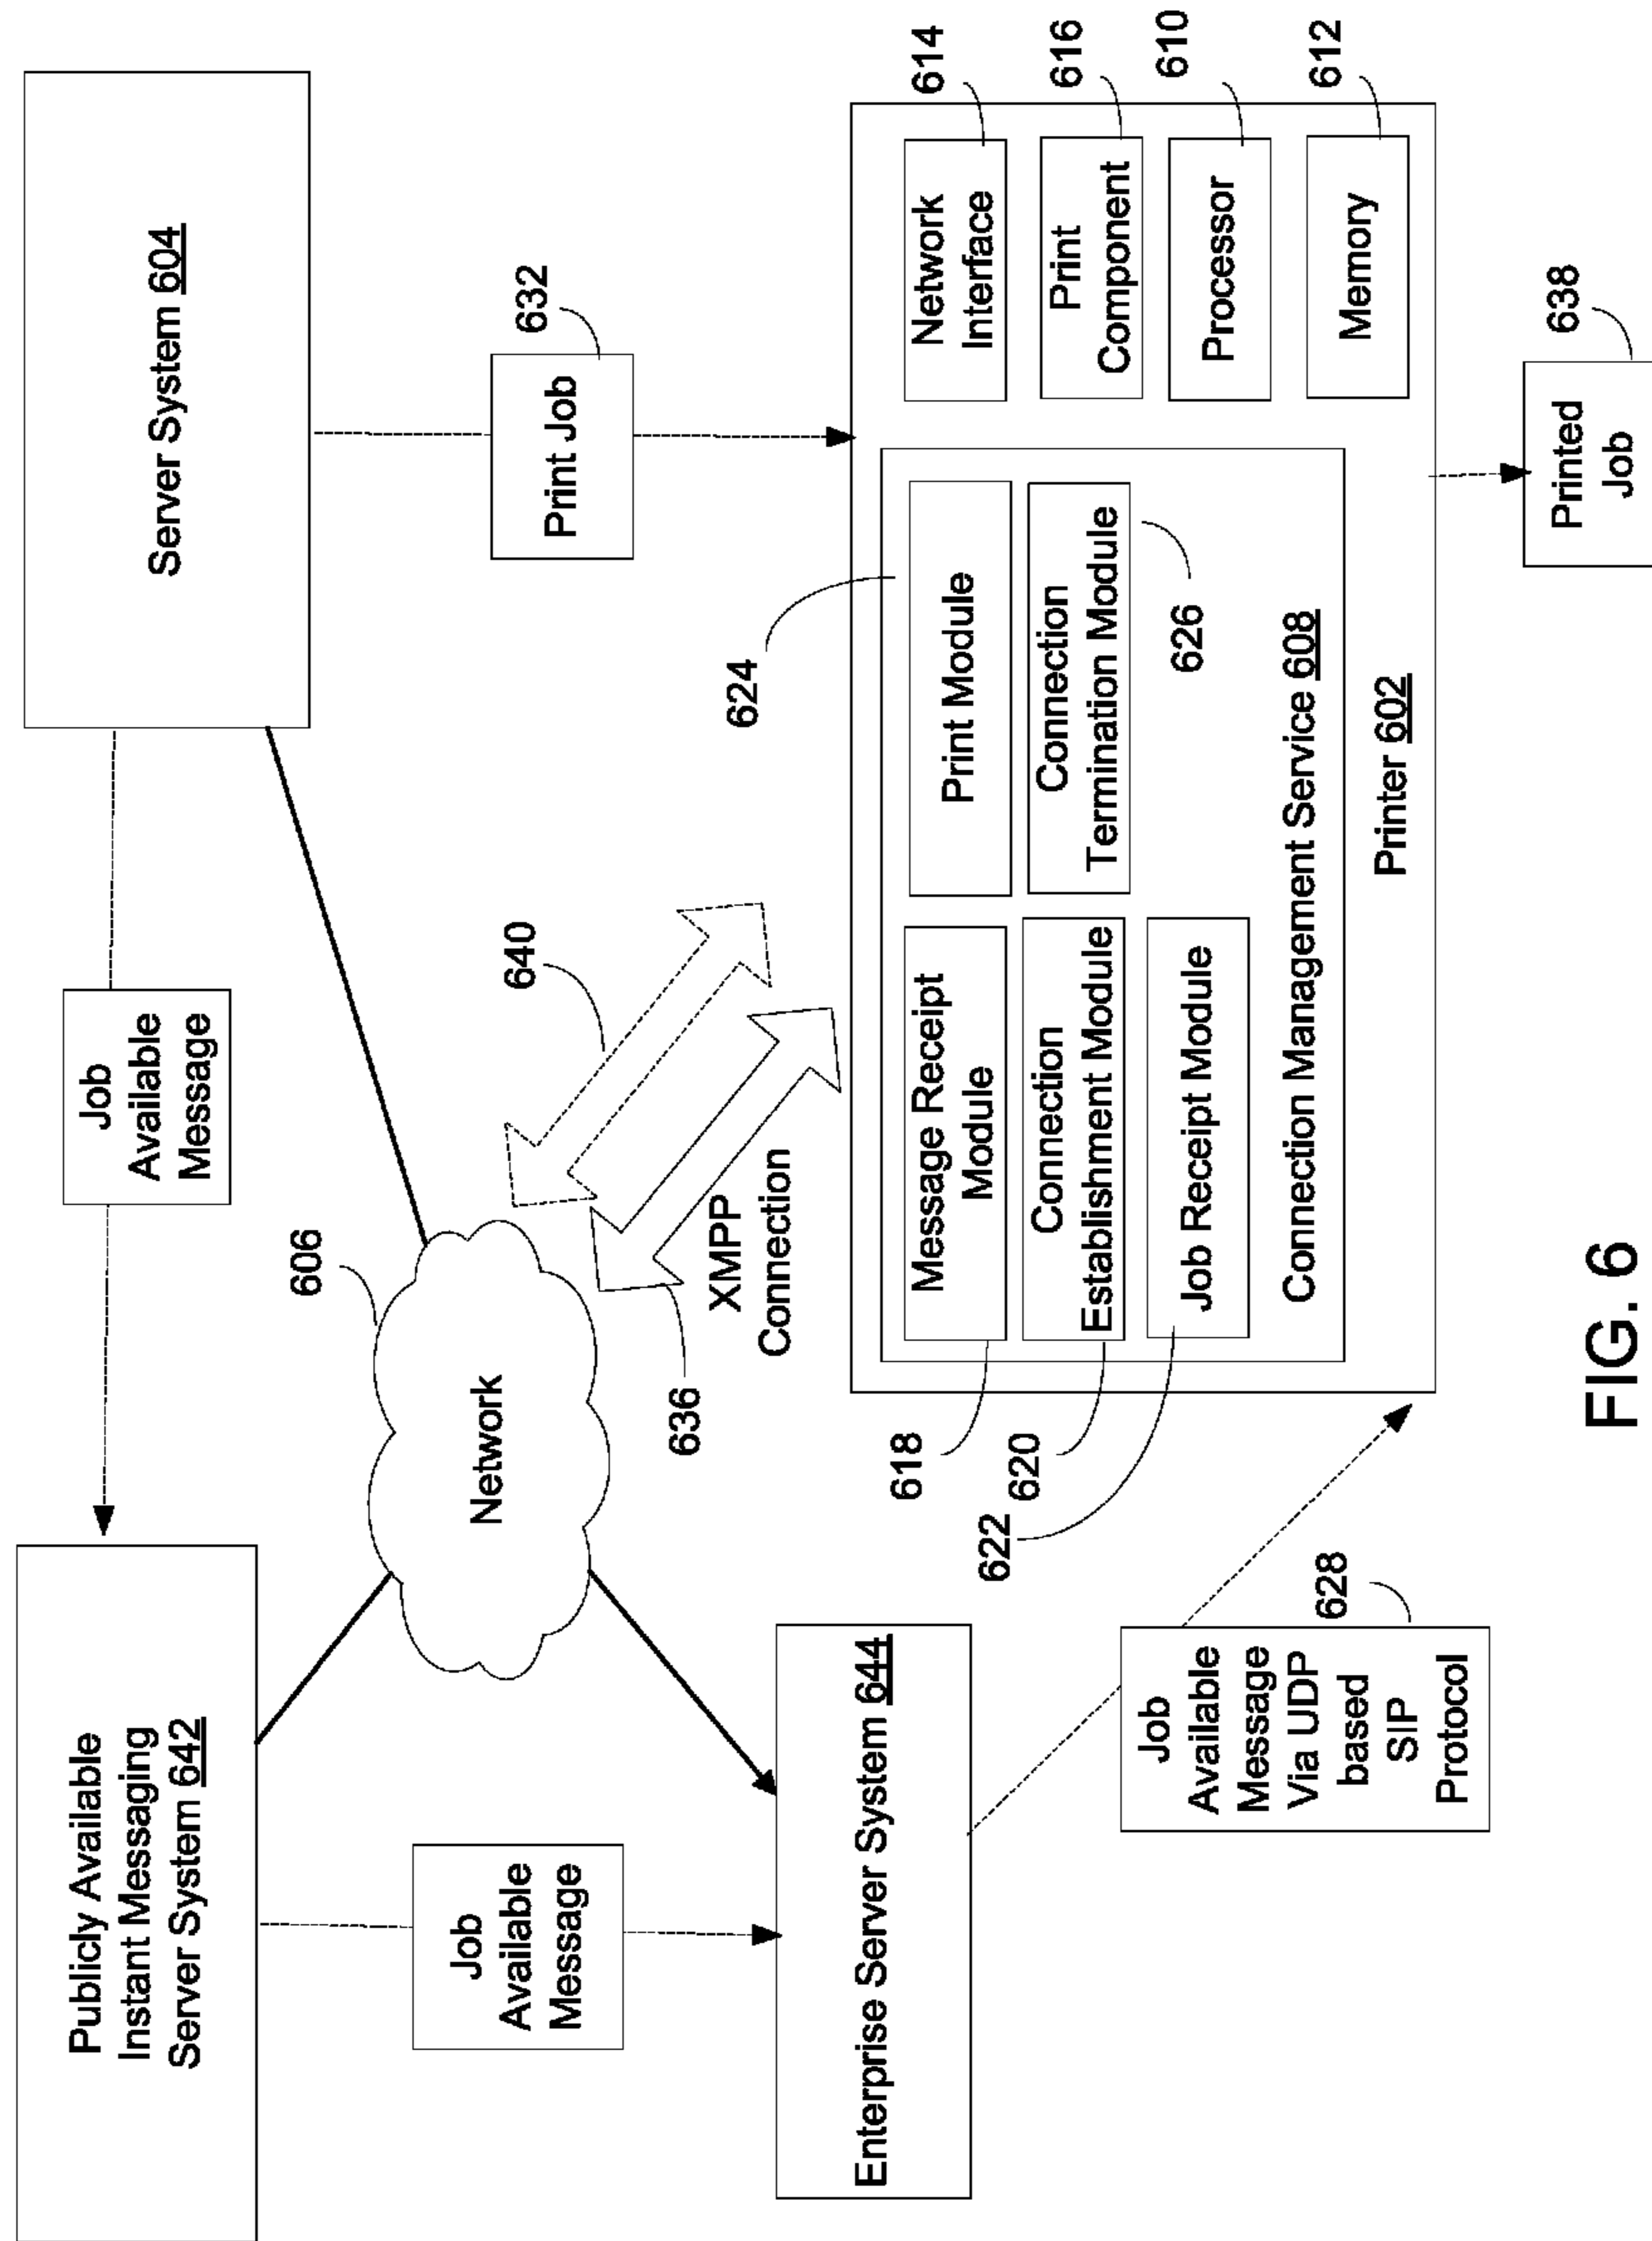 Publicly Available
Instant Messaging
Server System 642
Job
Available
Message
Server System 604
606
Network
640
636
XMPP
Connection
632
Print Job
Job
Available
Message
Enterprise Server System 644
Job
Available
Message
Via UDP
based
SIP
Protocol
628
618
620
622
624
Message Receipt
Module
Connection
Establishment Module
Job Receipt Module
Print Module
Connection
Termination Module
626
Connection Management Service 608
Printer 602
Network
Interface
614
Print
Component
616
Processor
610
Memory
612
Printed
Job
638
FIG. 6